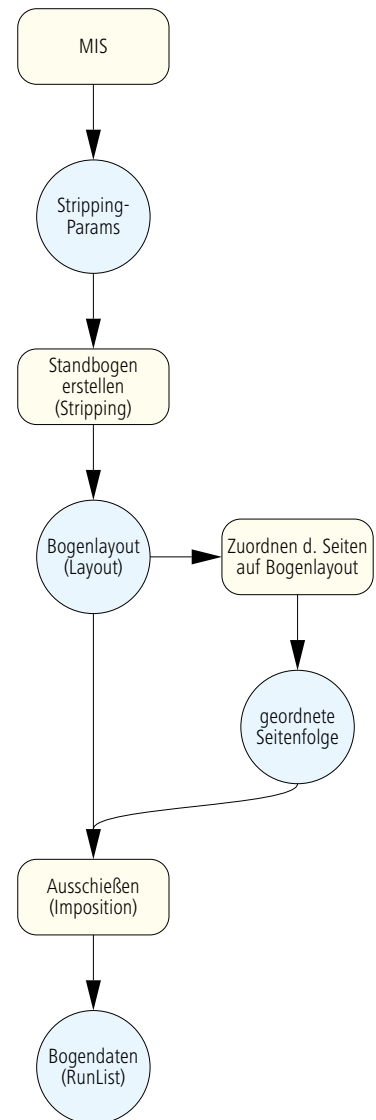 MIS
Stripping-
Params
Standbogen
erstellen
(Stripping)
Bogenlayout
(Layout)
Zuordnen d. Seiten
auf Bogenlayout
geordnete
Seitenfolge
Ausschießen
(Imposition)
Bogendaten
(RunList)